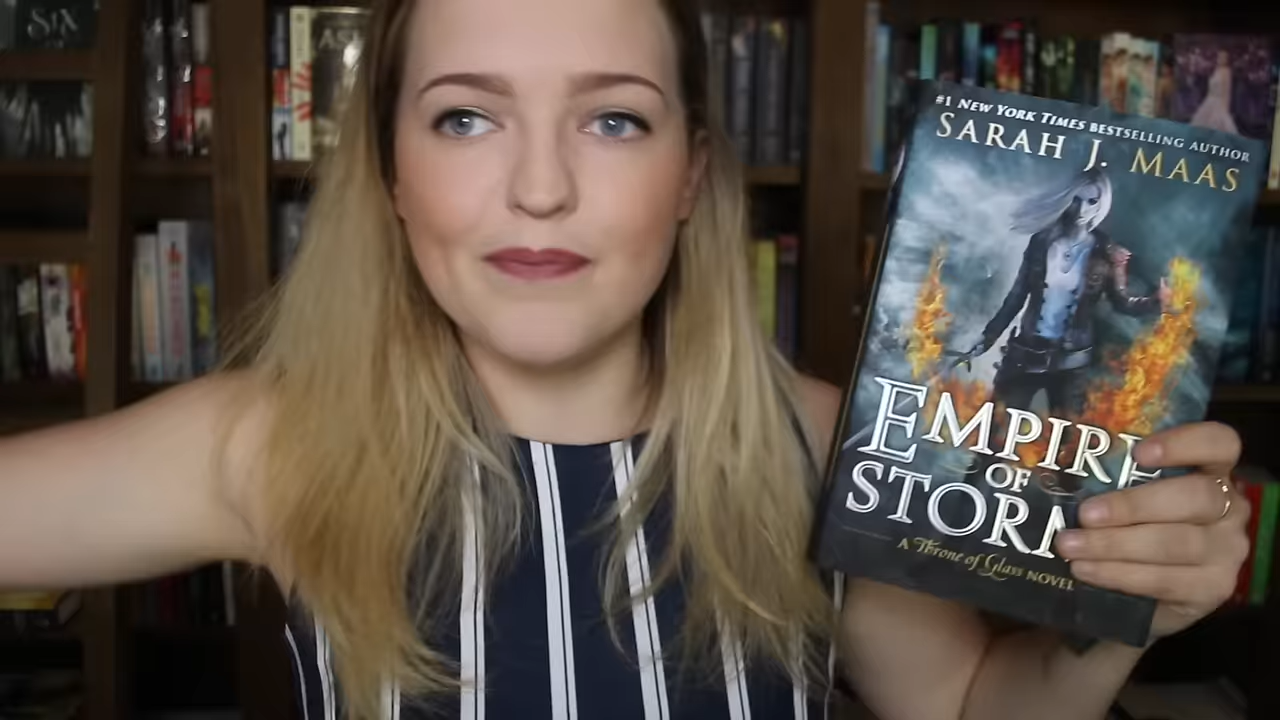 SIX
#1 NEW YORK TIMES BESTSELLING AUTHOR
SARAH J. MAAS
EMPIRE
OF
STORM
A Throne of Glass NOVEL